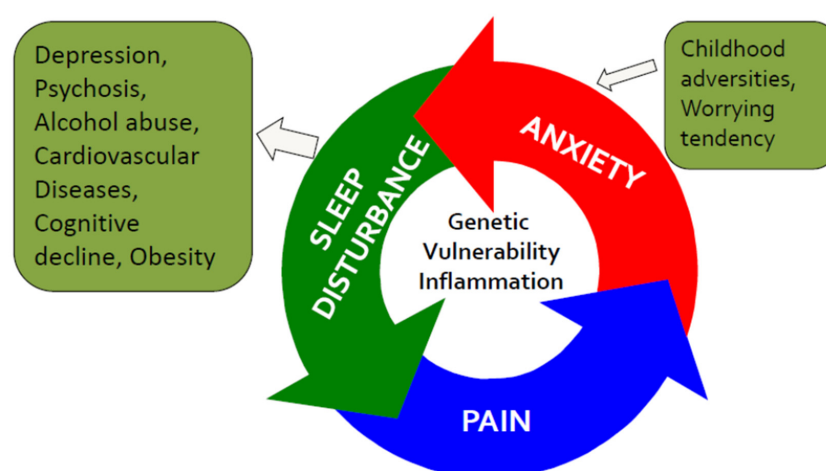 Depression,
Psychosis,
Alcohol abuse,
Cardiovascular
Diseases,
Cognitive
decline, Obesity
Childhood
adversities,
Worrying
tendency
ANXIETY
SLEEP
DISTURBANCE
Genetic
Vulnerability
Inflammation
PAIN